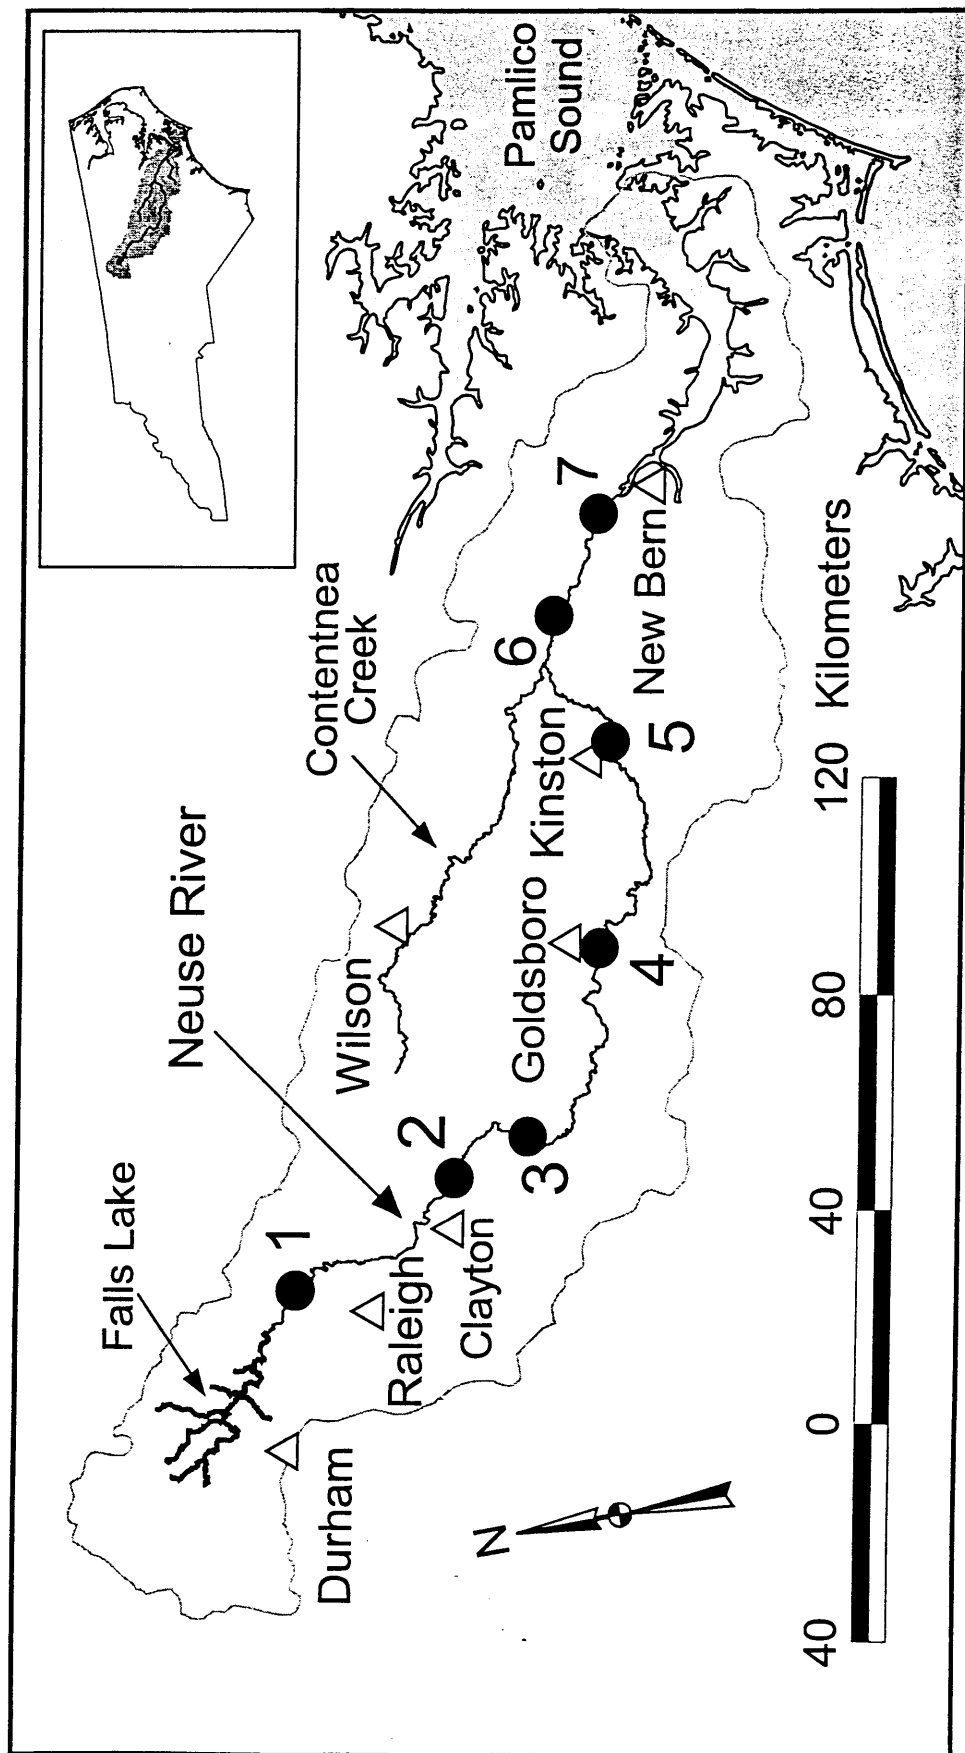 Falls Lake
Neuse River
Contentnea
Creek
Pamlico
Sound
Durham
Raleigh
Clayton
Wilson
Goldsboro
Kinston
New Bern
1
2
3
4
5
6
7
N
40
0
40
80
120
Kilometers